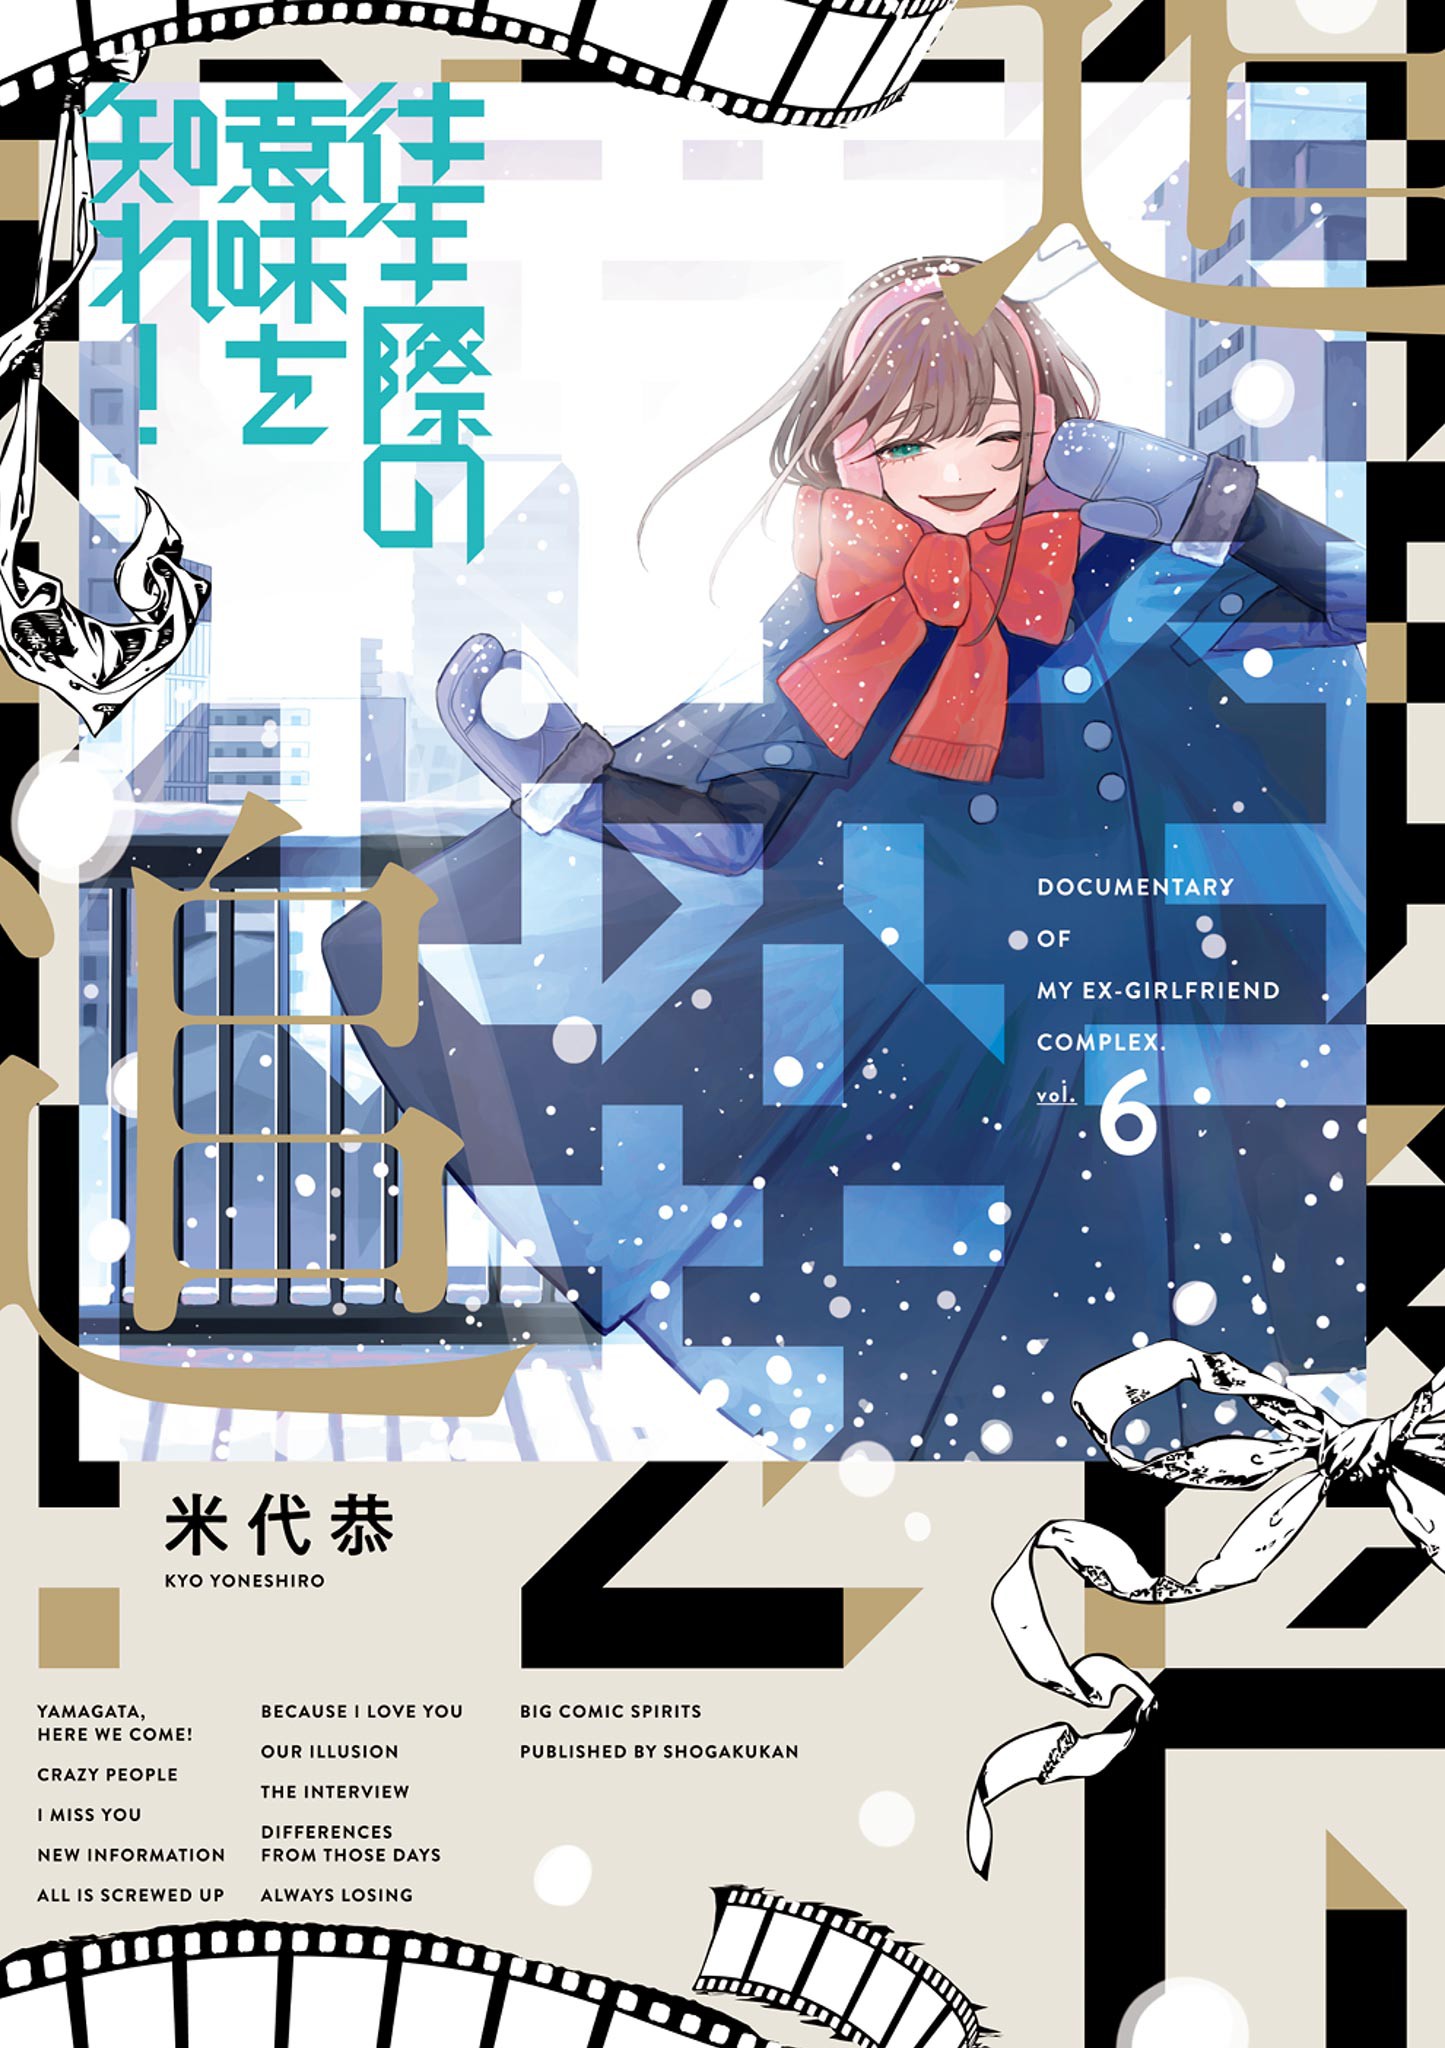 往生際の
意味を
知れ!
追
DOCUMENTARY
OF
MY EX-GIRLFRIEND
COMPLEX.
vol. 6
米代恭
KYO YONESHIRO
YAMAGATA,
HERE WE COME!
CRAZY PEOPLE
I MISS YOU
NEW INFORMATION
ALL IS SCREWED UP
BECAUSE I LOVE YOU
OUR ILLUSION
THE INTERVIEW
DIFFERENCES
FROM THOSE DAYS
ALWAYS LOSING
BIG COMIC SPIRITS
PUBLISHED BY SHOGAKUKAN